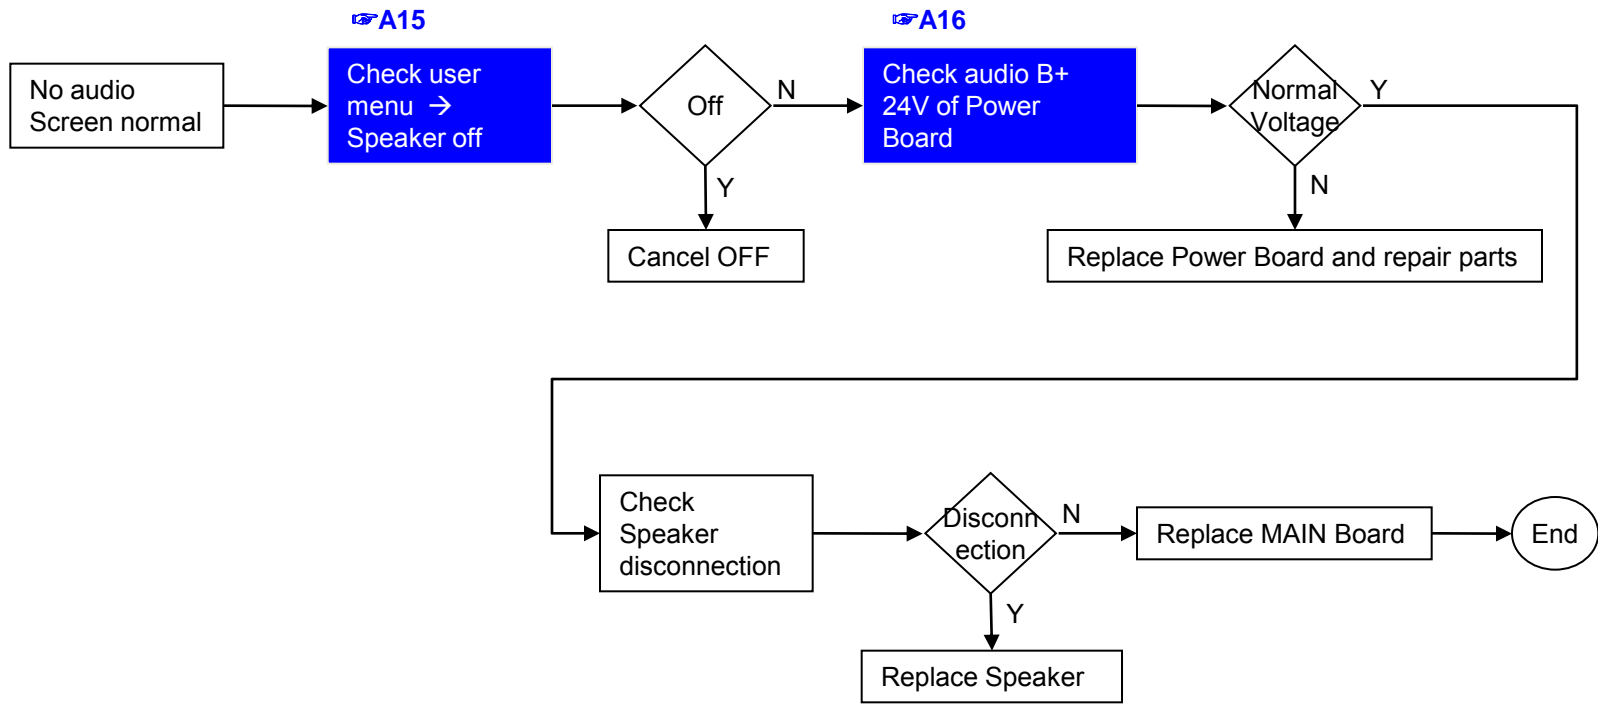 ☞A15
☞A16
No audio
Screen normal
Check user
menu →
Speaker off
Off
N
Y
Cancel OFF
Check audio B+
24V of Power
Board
Normal
Voltage
Y
N
Replace Power Board and repair parts
Check
Speaker
disconnection
Disconn
ection
N
Y
Replace Speaker
Replace MAIN Board
End